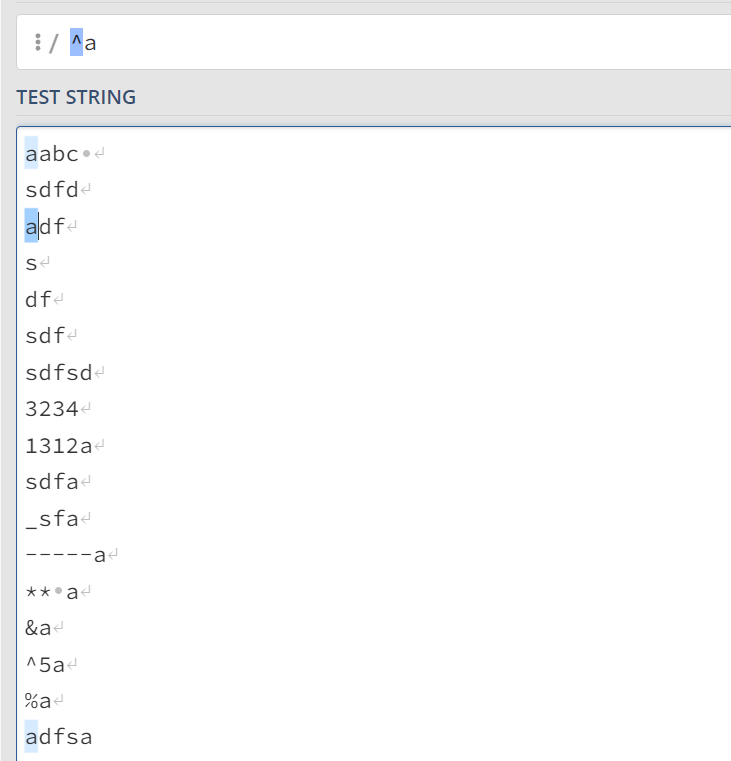 / ^a
TEST STRING
aabc•↵
sdfd↵
adf↵
s↵
df↵
sdf↵
sdfsd↵
3234↵
1312a↵
sdfa↵
_sfa↵
-----a↵
**•a↵
&a↵
^5a↵
%a↵
adfsa